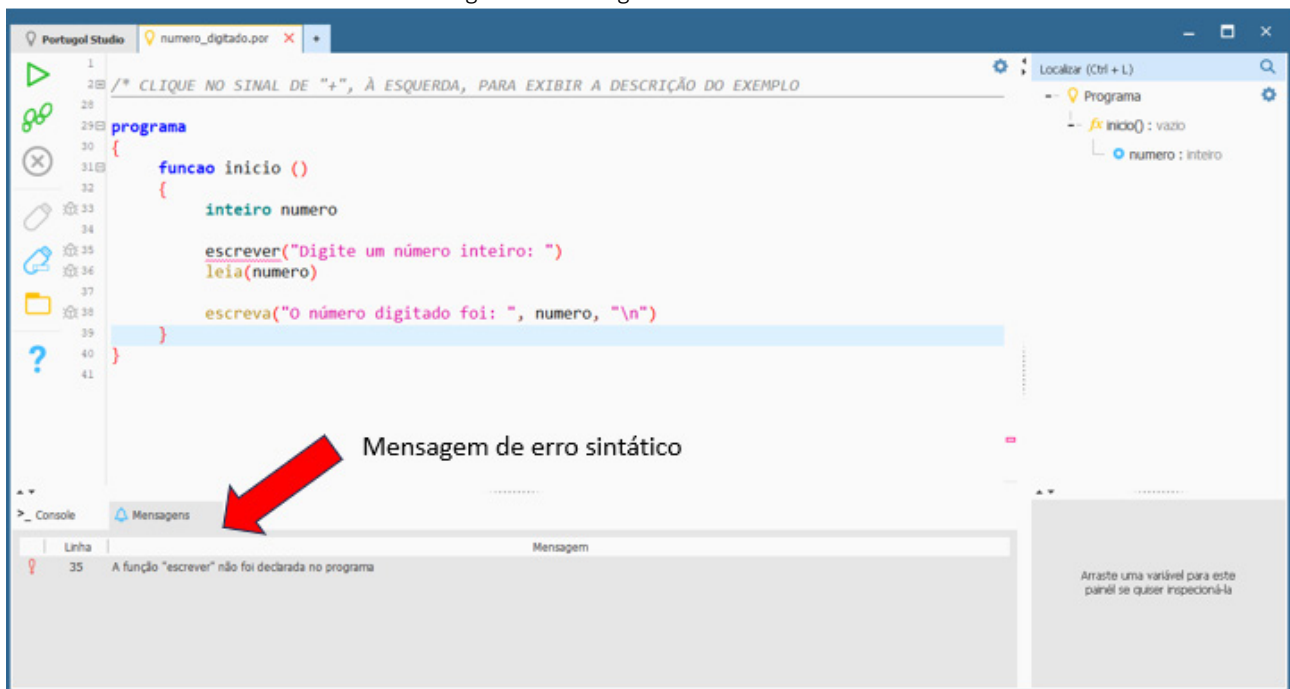 Portugol Studio
numero_digitado.por
+
1
2 /* CLIQUE NO SINAL DE "+", À ESQUERDA, PARA EXIBIR A DESCRIÇÃO DO EXEMPLO
28
29 programa
30 {
31 funcao inicio ()
32 {
33 inteiro numero
34
35 escrever("Digite um número inteiro: ")
36 leia(numero)
37
38 escreva("O número digitado foi: ", numero, "\n")
39 }
40 }
41
?
Localizar (Ctrl + L)
Programa
fx inicio() : vazio
numero : inteiro
Mensagem de erro sintático
>_ Console
Mensagens
Linha Mensagem
35 A função "escrever" não foi declarada no programa
Arraste uma variável para este
painél se quiser inspecioná-la